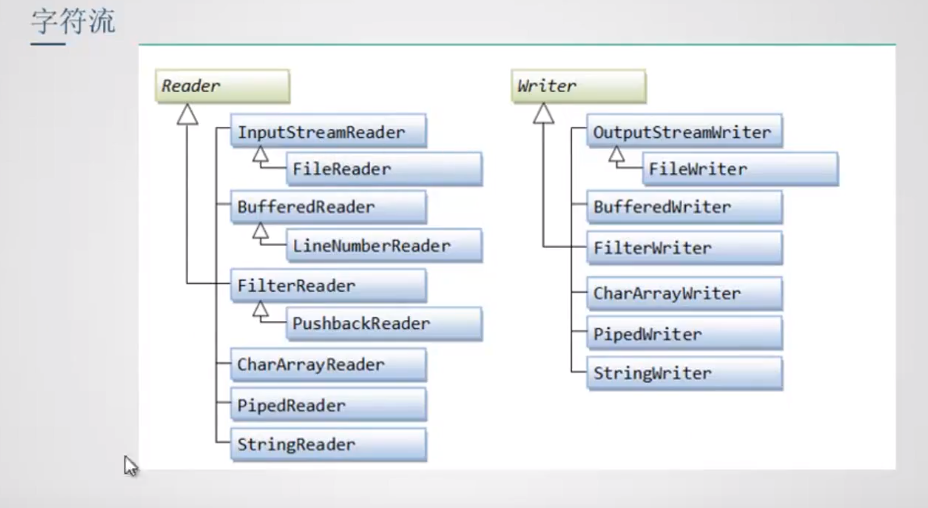 字符流
Reader
InputStreamReader
FileReader
BufferedReader
LineNumberReader
FilterReader
PushbackReader
CharArrayReader
PipedReader
StringReader
Writer
OutputStreamWriter
FileWriter
BufferedWriter
FilterWriter
CharArrayWriter
PipedWriter
StringWriter